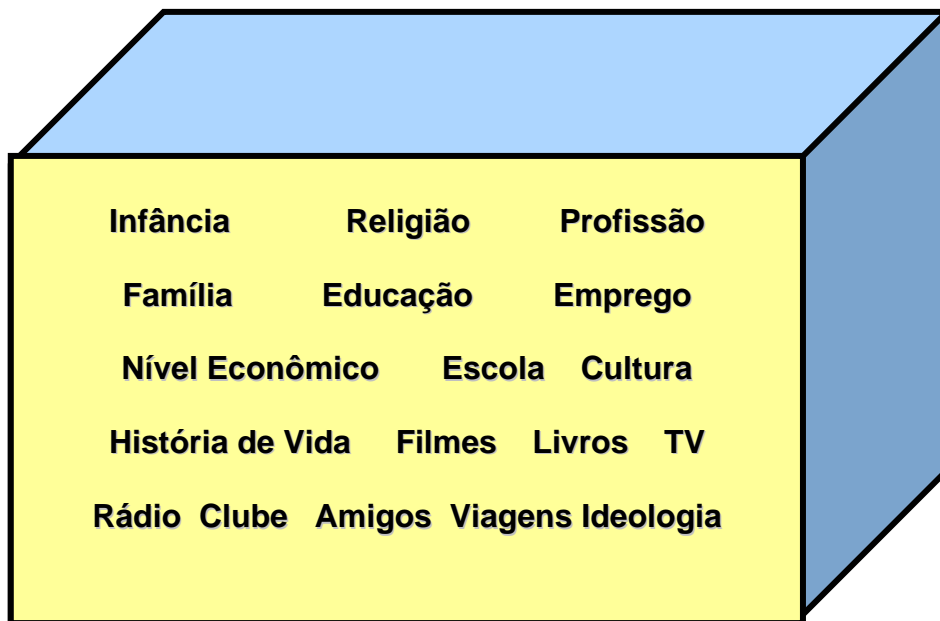 Infância Religião Profissão
Família Educação Emprego
Nível Econômico Escola Cultura
História de Vida Filmes Livros TV
Rádio Clube Amigos Viagens Ideologia